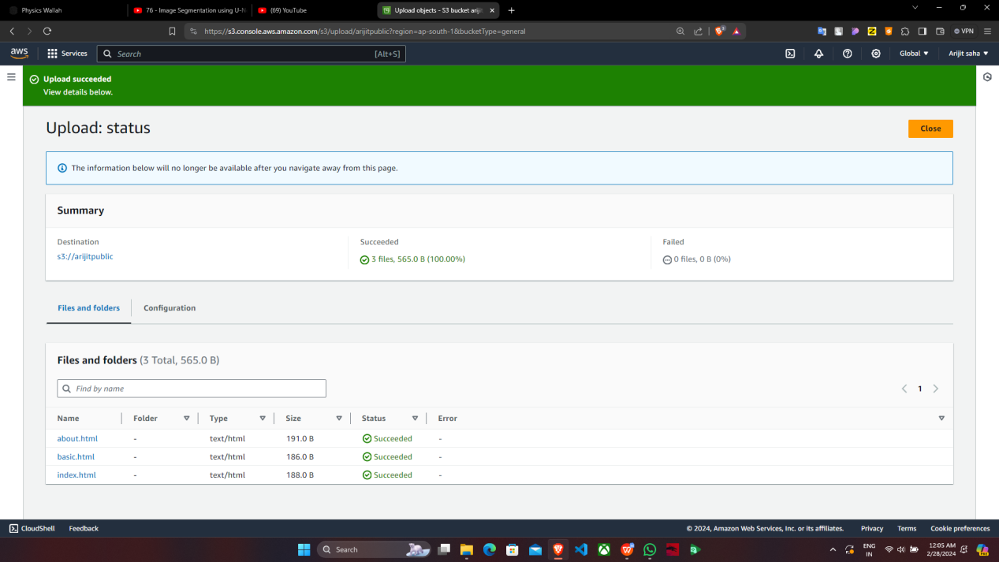 Physics Wallah
76 - Image Segmentation using U-N
(69) YouTube
Upload objects - S3 bucket arijit
https://s3.console.aws.amazon.com/s3/upload/arijitpublic?region=ap-south-1&bucketType=general
VPN
aws
Services
Search
[Alt+S]
Global
Arijit saha
Upload succeeded
View details below.
Upload: status
Close
The information below will no longer be available after you navigate away from this page.
Summary
Destination
s3://arijitpublic
Succeeded
3 files, 565.0 B (100.00%)
Failed
0 files, 0 B (0%)
Files and folders
Configuration
Files and folders (3 Total, 565.0 B)
Find by name
1
Name Folder Type Size Status Error
about.html - text/html 191.0 B Succeeded -
basic.html - text/html 186.0 B Succeeded -
index.html - text/html 188.0 B Succeeded -
CloudShell
Feedback
© 2024, Amazon Web Services, Inc. or its affiliates.
Privacy
Terms
Cookie preferences
Search
ENG
IN
12:05 AM
2/28/2024